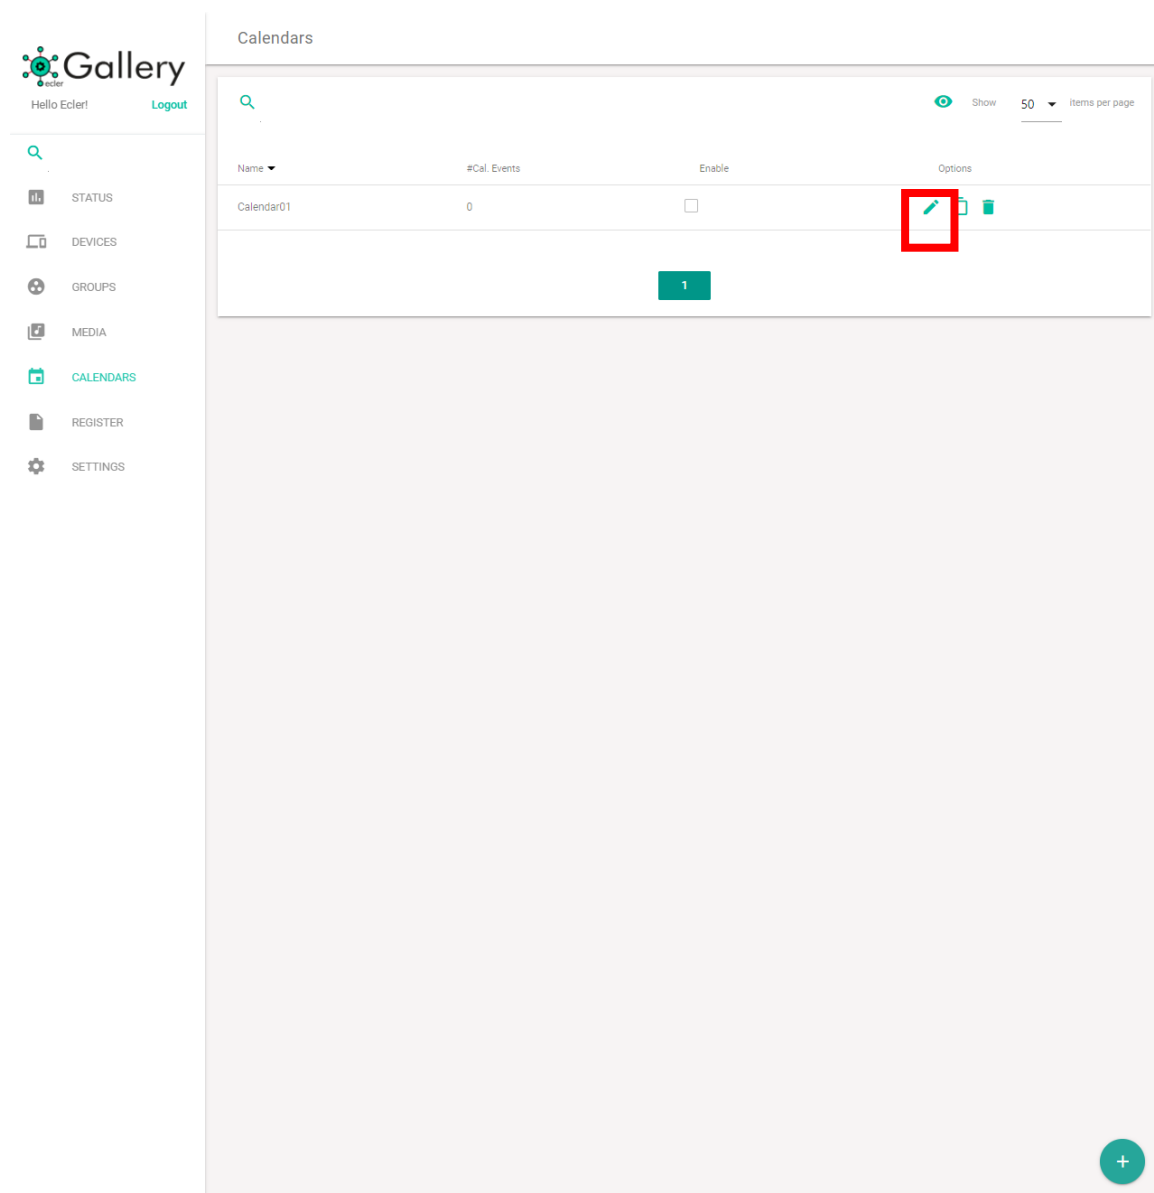 Calendars
Gallery
ecler
Hello Ecler! Logout
Show 50 items per page
Name #Cal. Events Enable Options
Calendar01 0
1
STATUS
DEVICES
GROUPS
MEDIA
CALENDARS
REGISTER
SETTINGS